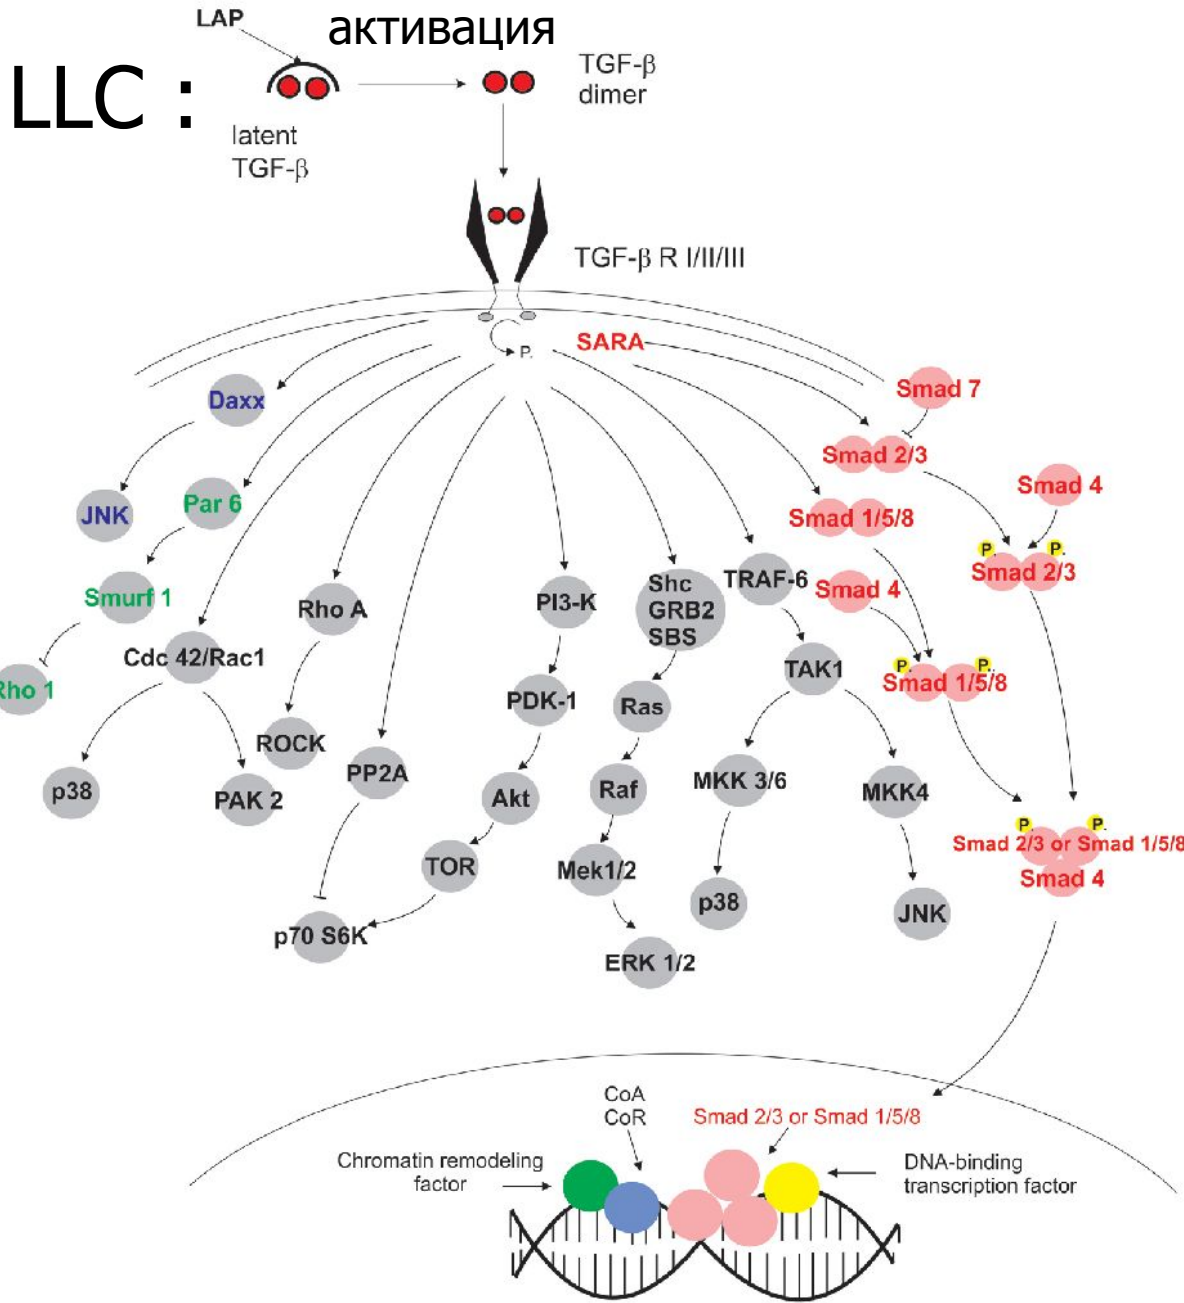 LAP
активация
LLC :
TGF-β
dimer
latent
TGF-β
TGF-β R I/II/III
P.
SARA
Smad 7
Daxx
Smad 2/3
Smad 4
JNK
Par 6
Smad 1/5/8
P.
P.
Smad 2/3
Smurf 1
Rho A
PI3-K
Shc
GRB2
SBS
TRAF-6
Smad 4
Cdc 42/Rac1
TAK1
P.
P.
Smad 1/5/8
Rho 1
PDK-1
Ras
ROCK
p38
PAK 2
PP2A
Akt
Raf
MKK 3/6
MKK4
P.
P.
Smad 2/3 or Smad 1/5/8
Smad 4
TOR
Mek1/2
p38
JNK
p70 S6K
ERK 1/2
CoA
CoR
Smad 2/3 or Smad 1/5/8
Chromatin remodeling
factor
DNA-binding
transcription factor